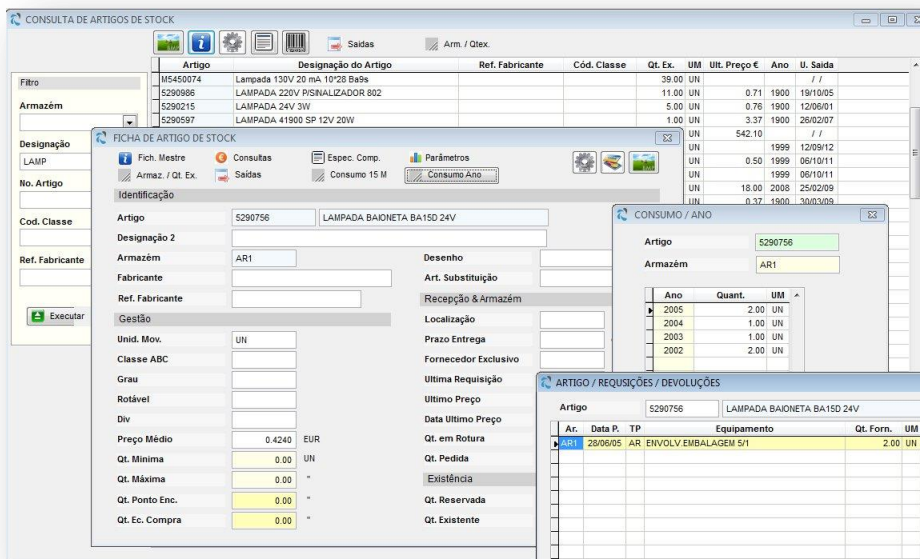 CONSULTA DE ARTIGOS DE STOCK
Saidas
Arm. / Qtex.
Artigo Designação do Artigo Ref. Fabricante Cód. Classe Qt. Ex. UM Ult. Preço € Ano U. Saida
M5450074 Lampada 130V 20 mA 10*28 Ba9s 39.00 UN / /
5290986 LAMPADA 220V P/SINALIZADOR 802 11.00 UN 0.71 1900 19/10/05
5290215 LAMPADA 24V 3W 5.00 UN 0.76 1900 12/06/01
5290597 LAMPADA 41900 SP 12V 20W 1.00 UN 3.37 1900 26/02/07
UN 542.10 / /
UN 1999 12/09/12
UN 0.50 1999 06/10/11
UN 1999 06/10/11
UN 18.00 2008 25/02/09
UN 0.37 1900 30/03/09
Filtro
Armazém
Designação
LAMP
No. Artigo
Cod. Classe
Ref. Fabricante
Executar
FICHA DE ARTIGO DE STOCK
Fich. Mestre Consultas Espec. Comp. Parâmetros
Armaz. / Qt. Ex. Saídas Consumo 15 M Consumo Ano
Identificação
Artigo 5290756 LAMPADA BAIONETA BA15D 24V
Designação 2
Armazém AR1 Desenho
Fabricante Art. Substituição
Ref. Fabricante Recepção & Armazém
Gestão Localização
Unid. Mov. UN Prazo Entrega
Classe ABC Fornecedor Exclusivo
Grau Ultima Requisição
Rotável Ultimo Preço
Div Data Ultimo Preço
Preço Médio 0.4240 EUR Qt. em Rotura
Qt. Minima 0.00 UN Qt. Pedida
Qt. Máxima 0.00 " Existência
Qt. Ponto Enc. 0.00 " Qt. Reservada
Qt. Ec. Compra 0.00 " Qt. Existente
CONSUMO / ANO
Artigo 5290756
Armazém AR1
Ano Quant. UM
2005 2.00 UN
2004 1.00 UN
2003 1.00 UN
2002 2.00 UN
ARTIGO / REQUSIÇÕES / DEVOLUÇÕES
Artigo 5290756 LAMPADA BAIONETA BA15D 24V
Ar. Data P. TP Equipamento Qt. Forn. UM
AR1 28/06/05 AR ENVOLV.EMBALAGEM 5/1 2.00 UN